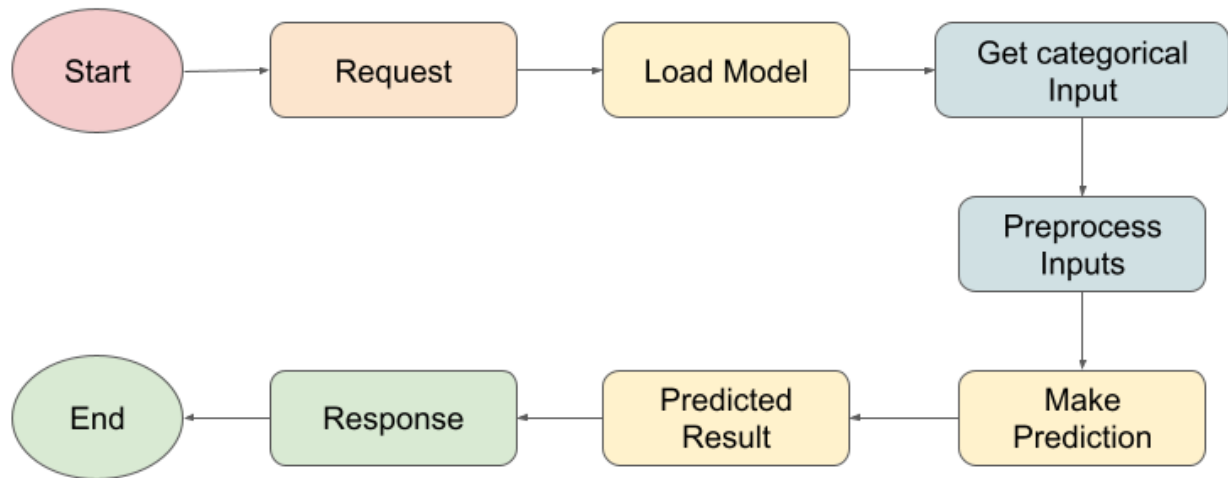 Start
Request
Load Model
Get categorical
Input
Preprocess
Inputs
Make
Prediction
Predicted
Result
Response
End